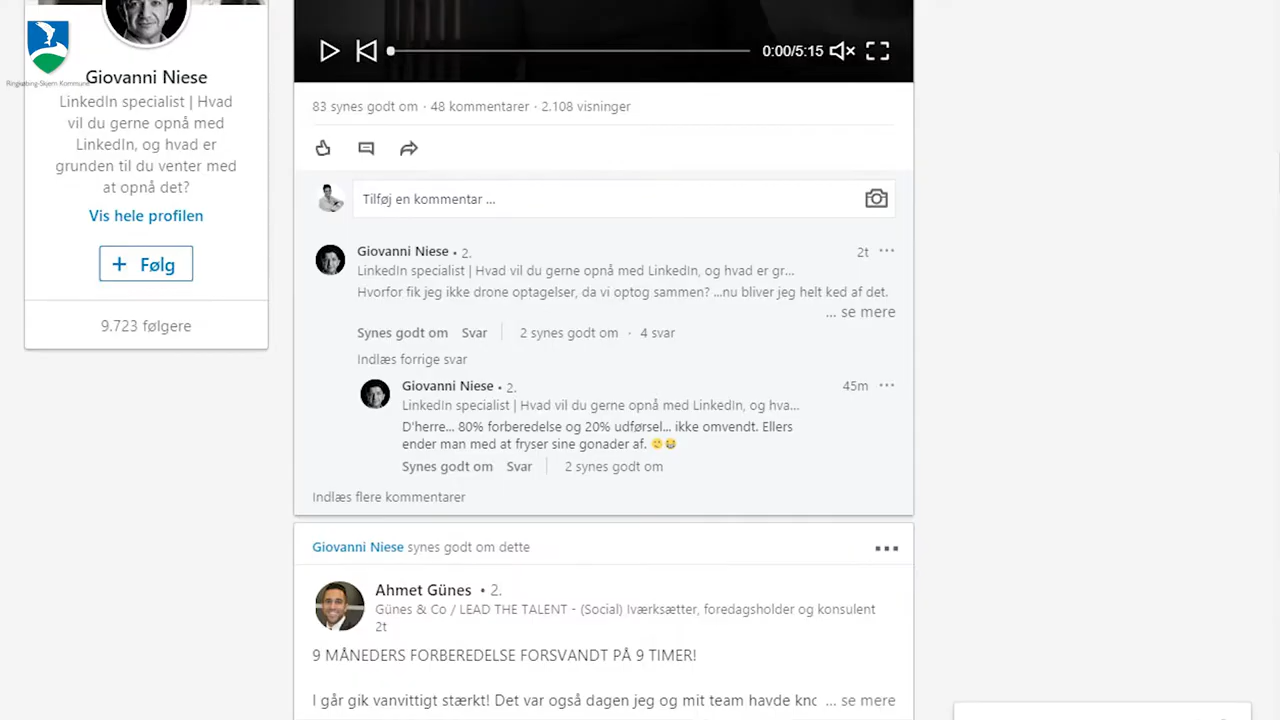 Ringkøbing-Skjern Kommune
Giovanni Niese
LinkedIn specialist | Hvad
vil du gerne opnå med
LinkedIn, og hvad er
grunden til du venter med
at opnå det?
Vis hele profilen
+ Følg
9.723 følgere
0:00/5:15
83 synes godt om · 48 kommentarer · 2.108 visninger
Tilføj en kommentar ...
Giovanni Niese • 2.
2t
LinkedIn specialist | Hvad vil du gerne opnå med LinkedIn, og hvad er gr...
Hvorfor fik jeg ikke drone optagelser, da vi optog sammen? ...nu bliver jeg helt ked af det.
... se mere
Synes godt om Svar 2 synes godt om · 4 svar
Indlæs forrige svar
Giovanni Niese • 2.
45m
LinkedIn specialist | Hvad vil du gerne opnå med LinkedIn, og hva...
D'herre... 80% forberedelse og 20% udførsel... ikke omvendt. Ellers
ender man med at fryser sine gonader af. 🙂😂
Synes godt om Svar 2 synes godt om
Indlæs flere kommentarer
Giovanni Niese synes godt om dette
Ahmet Günes • 2.
Günes & Co / LEAD THE TALENT - (Social) Iværksætter, foredagsholder og konsulent
2t
9 MÅNEDERS FORBEREDELSE FORSVANDT PÅ 9 TIMER!
I går gik vanvittigt stærkt! Det var også dagen jeg og mit team havde knc ... se mere